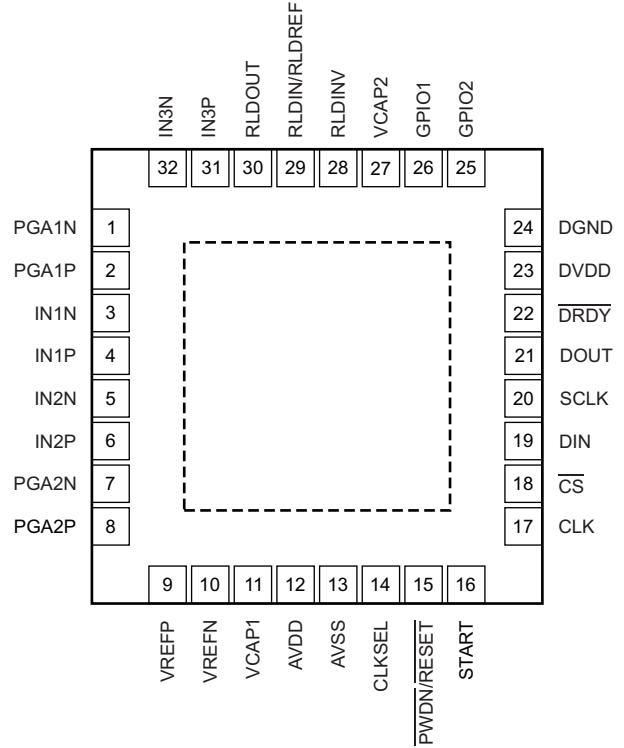 IN3N
IN3P
RLDOUT
RLDIN/RLDREF
RLDINV
VCAP2
GPIO1
GPIO2
32
31
30
29
28
27
26
25
PGA1N 1
PGA1P 2
IN1N 3
IN1P 4
IN2N 5
IN2P 6
PGA2N 7
PGA2P 8
24 DGND
23 DVDD
22 DRDY
21 DOUT
20 SCLK
19 DIN
18 CS
17 CLK
9
10
11
12
13
14
15
16
VREFP
VREFN
VCAP1
AVDD
AVSS
CLKSEL
PWDN/RESET
START